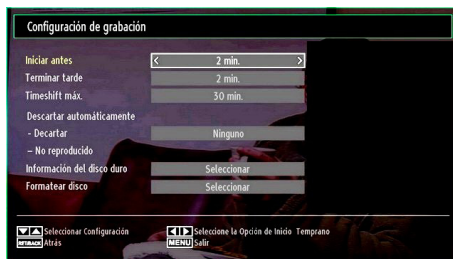 Configuración de grabación
Iniciar antes < 2 min. >
Terminar tarde 2 min.
Timeshift máx. 30 min.
Descartar automáticamente
- Decartar Ninguno
– No reproducido
Información del disco duro Seleccionar
Formatear disco Seleccionar
Seleccionar Configuración Seleccione la Opción de Inicio Temprano
RET/BACK Atrás MENU Salir